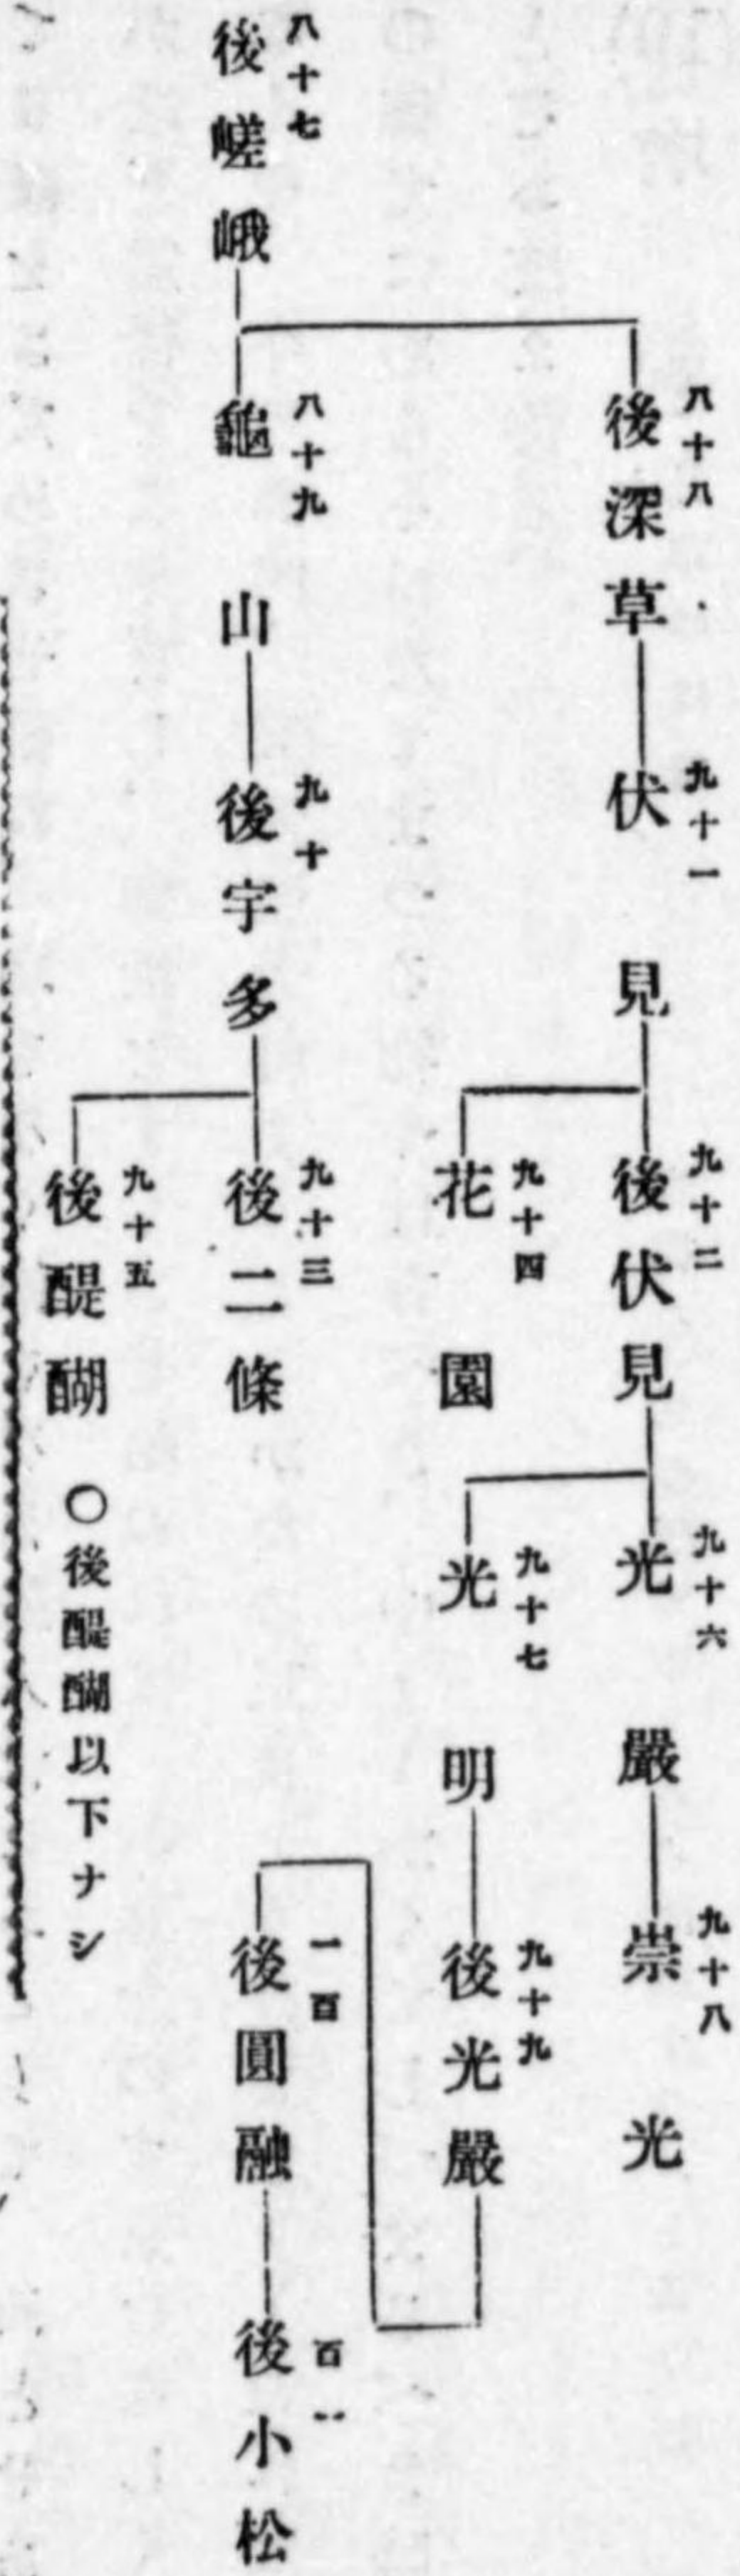 八十七
後嵯峨
八十八
後深草
九十一
伏見
九十二
後伏見
九十六
光嚴
九十八
崇光
九十四
花園
九十七
光明
九十九
後光嚴
一百
後圓融
百一
後小松
八十九
龜山
九十
後宇多
九十三
後二條
九十五
後醍醐
〇後醍醐以下ナシ